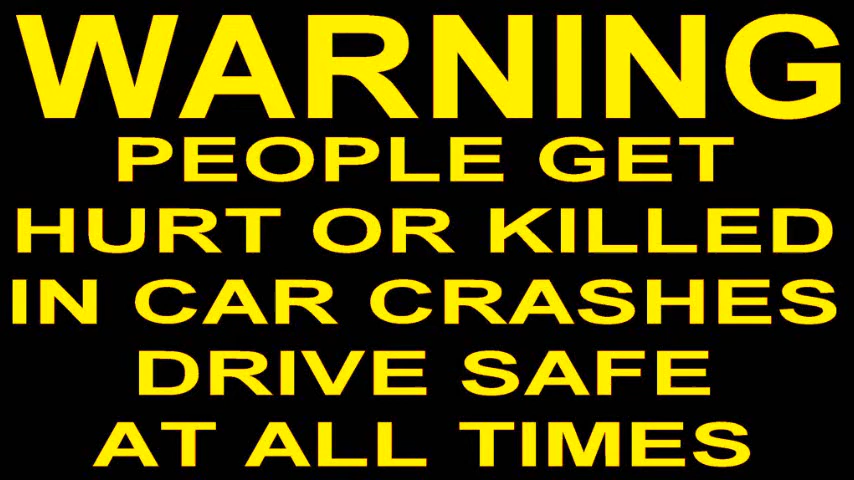 WARNING
PEOPLE GET
HURT OR KILLED
IN CAR CRASHES
DRIVE SAFE
AT ALL TIMES